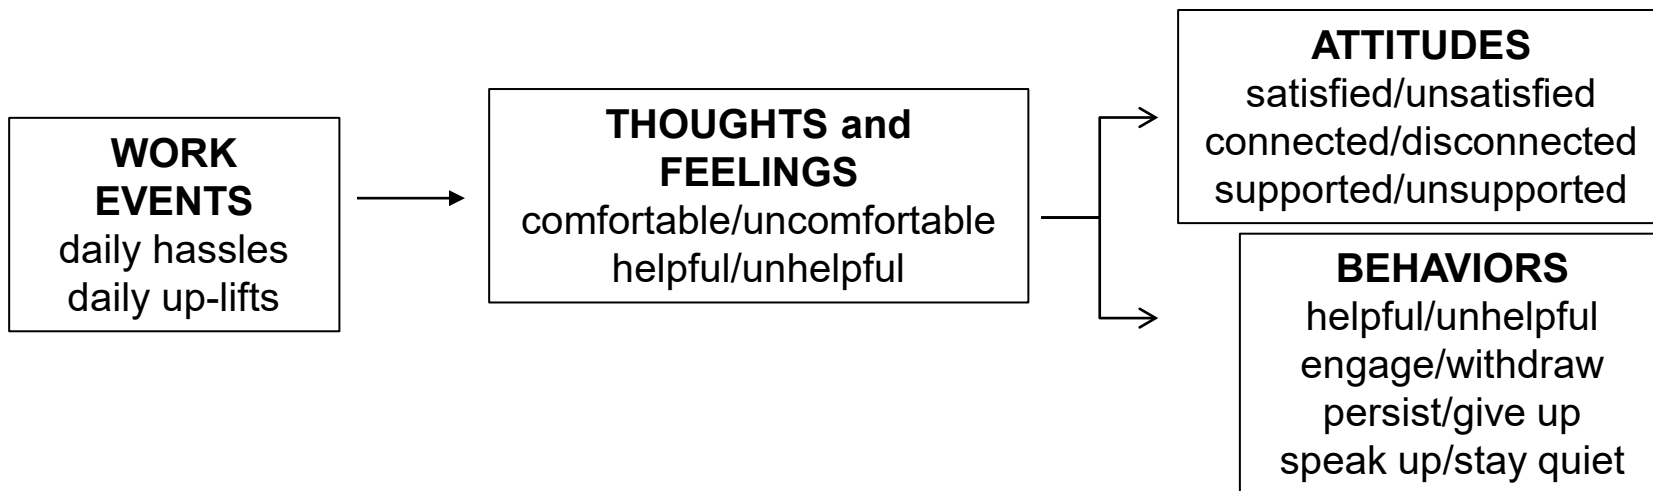 WORK
EVENTS
daily hassles
daily up-lifts
THOUGHTS and
FEELINGS
comfortable/uncomfortable
helpful/unhelpful
ATTITUDES
satisfied/unsatisfied
connected/disconnected
supported/unsupported
BEHAVIORS
helpful/unhelpful
engage/withdraw
persist/give up
speak up/stay quiet